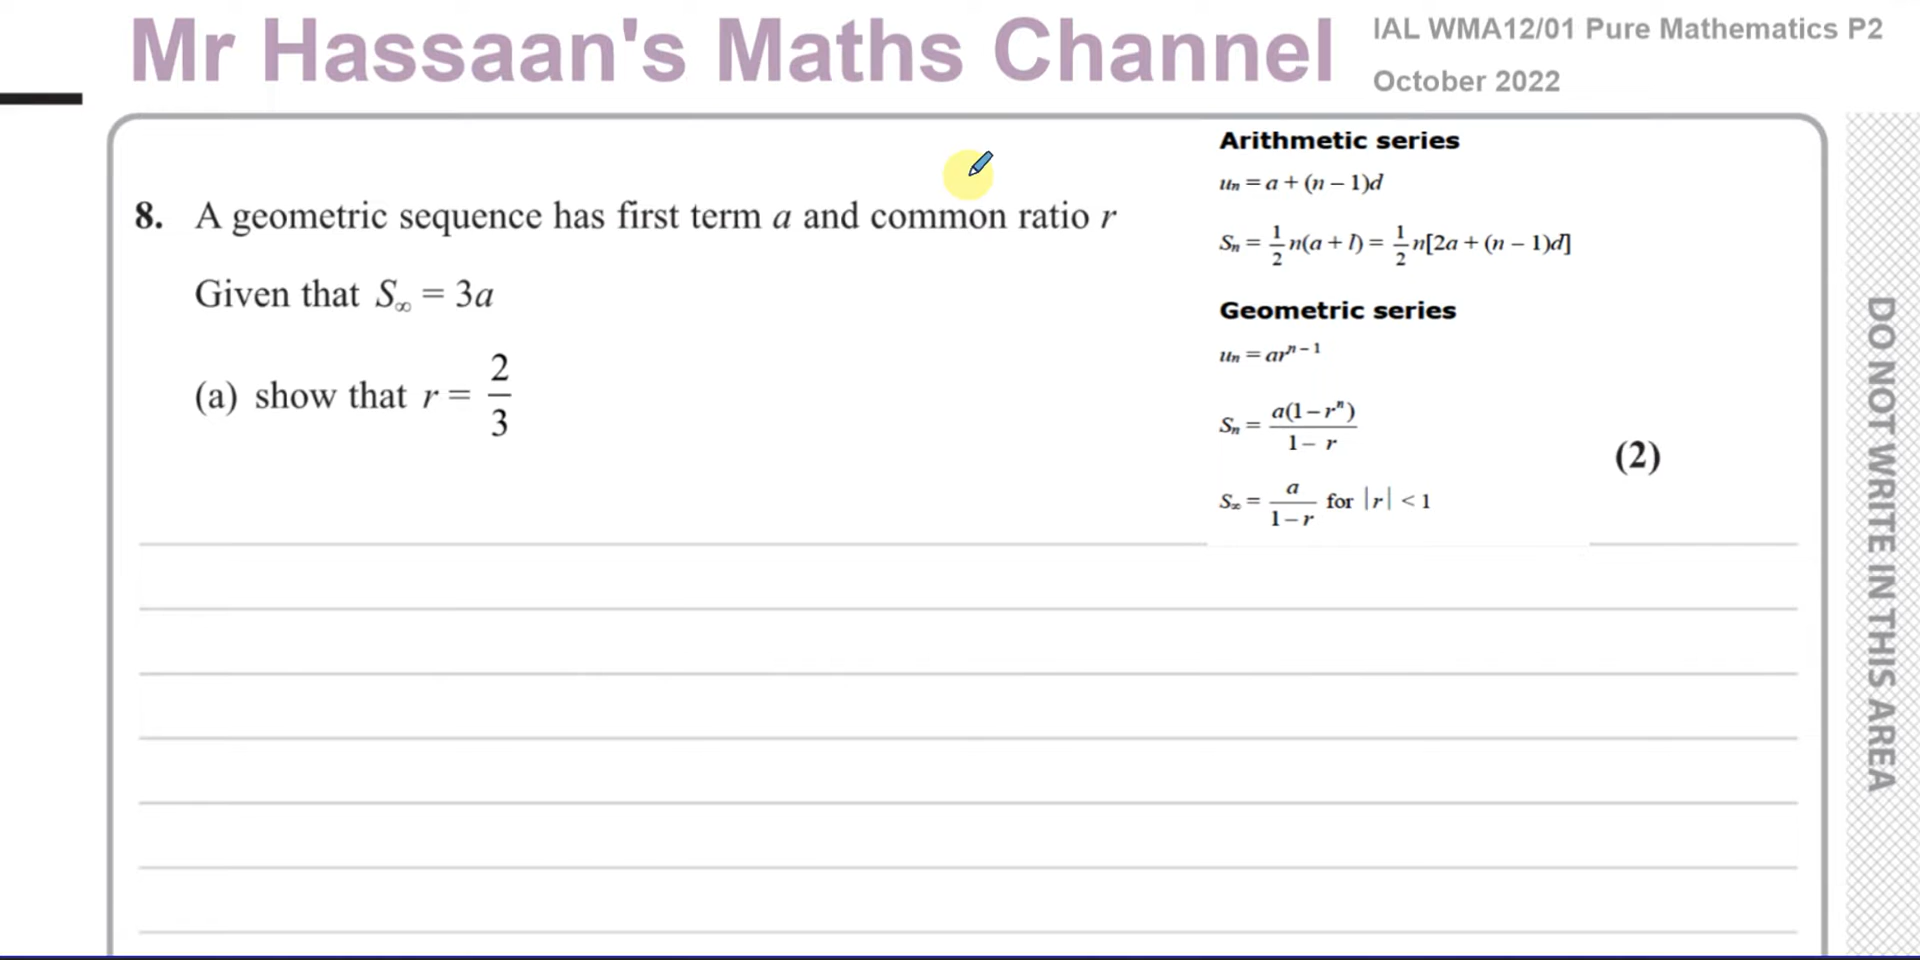 Mr Hassaan's Maths Channel
IAL WMA12/01 Pure Mathematics P2
October 2022
8. A geometric sequence has first term a and common ratio r
Given that S∞ = 3a
(a) show that r = 2/3
(2)
Arithmetic series
uₙ = a + (n – 1)d
Sₙ = 1/2 n(a + l) = 1/2 n[2a + (n – 1)d]
Geometric series
uₙ = arⁿ⁻¹
Sₙ = a(1 – rⁿ)/(1 – r)
S∞ = a/(1 – r) for |r| < 1
DO NOT WRITE IN THIS AREA